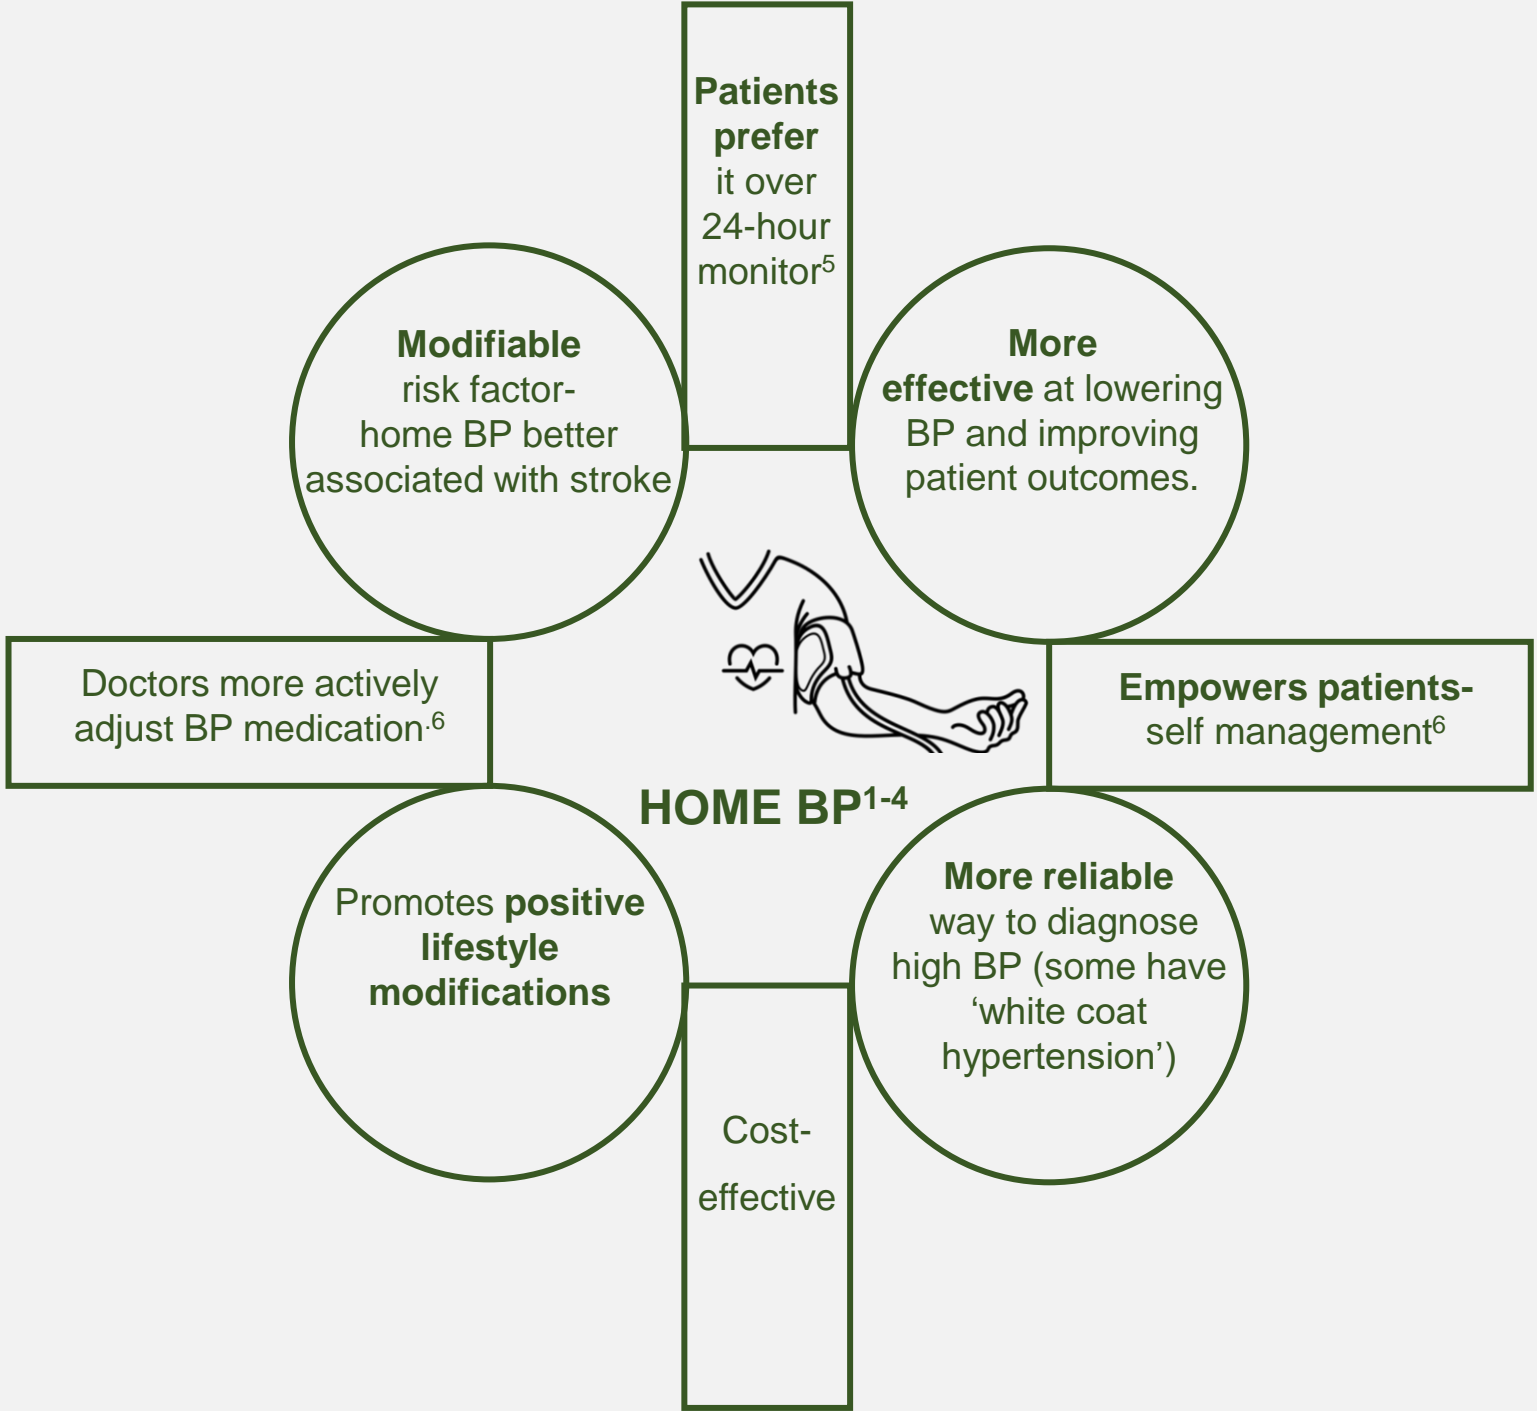 Patients
prefer
it over
24-hour
monitor⁵
Modifiable
risk factor-
home BP better
associated with stroke
More
effective at lowering
BP and improving
patient outcomes.
Doctors more actively
adjust BP medication.⁶
Empowers patients-
self management⁶
HOME BP¹⁻⁴
Promotes positive
lifestyle
modifications
More reliable
way to diagnose
high BP (some have
‘white coat
hypertension’)
Cost-
effective